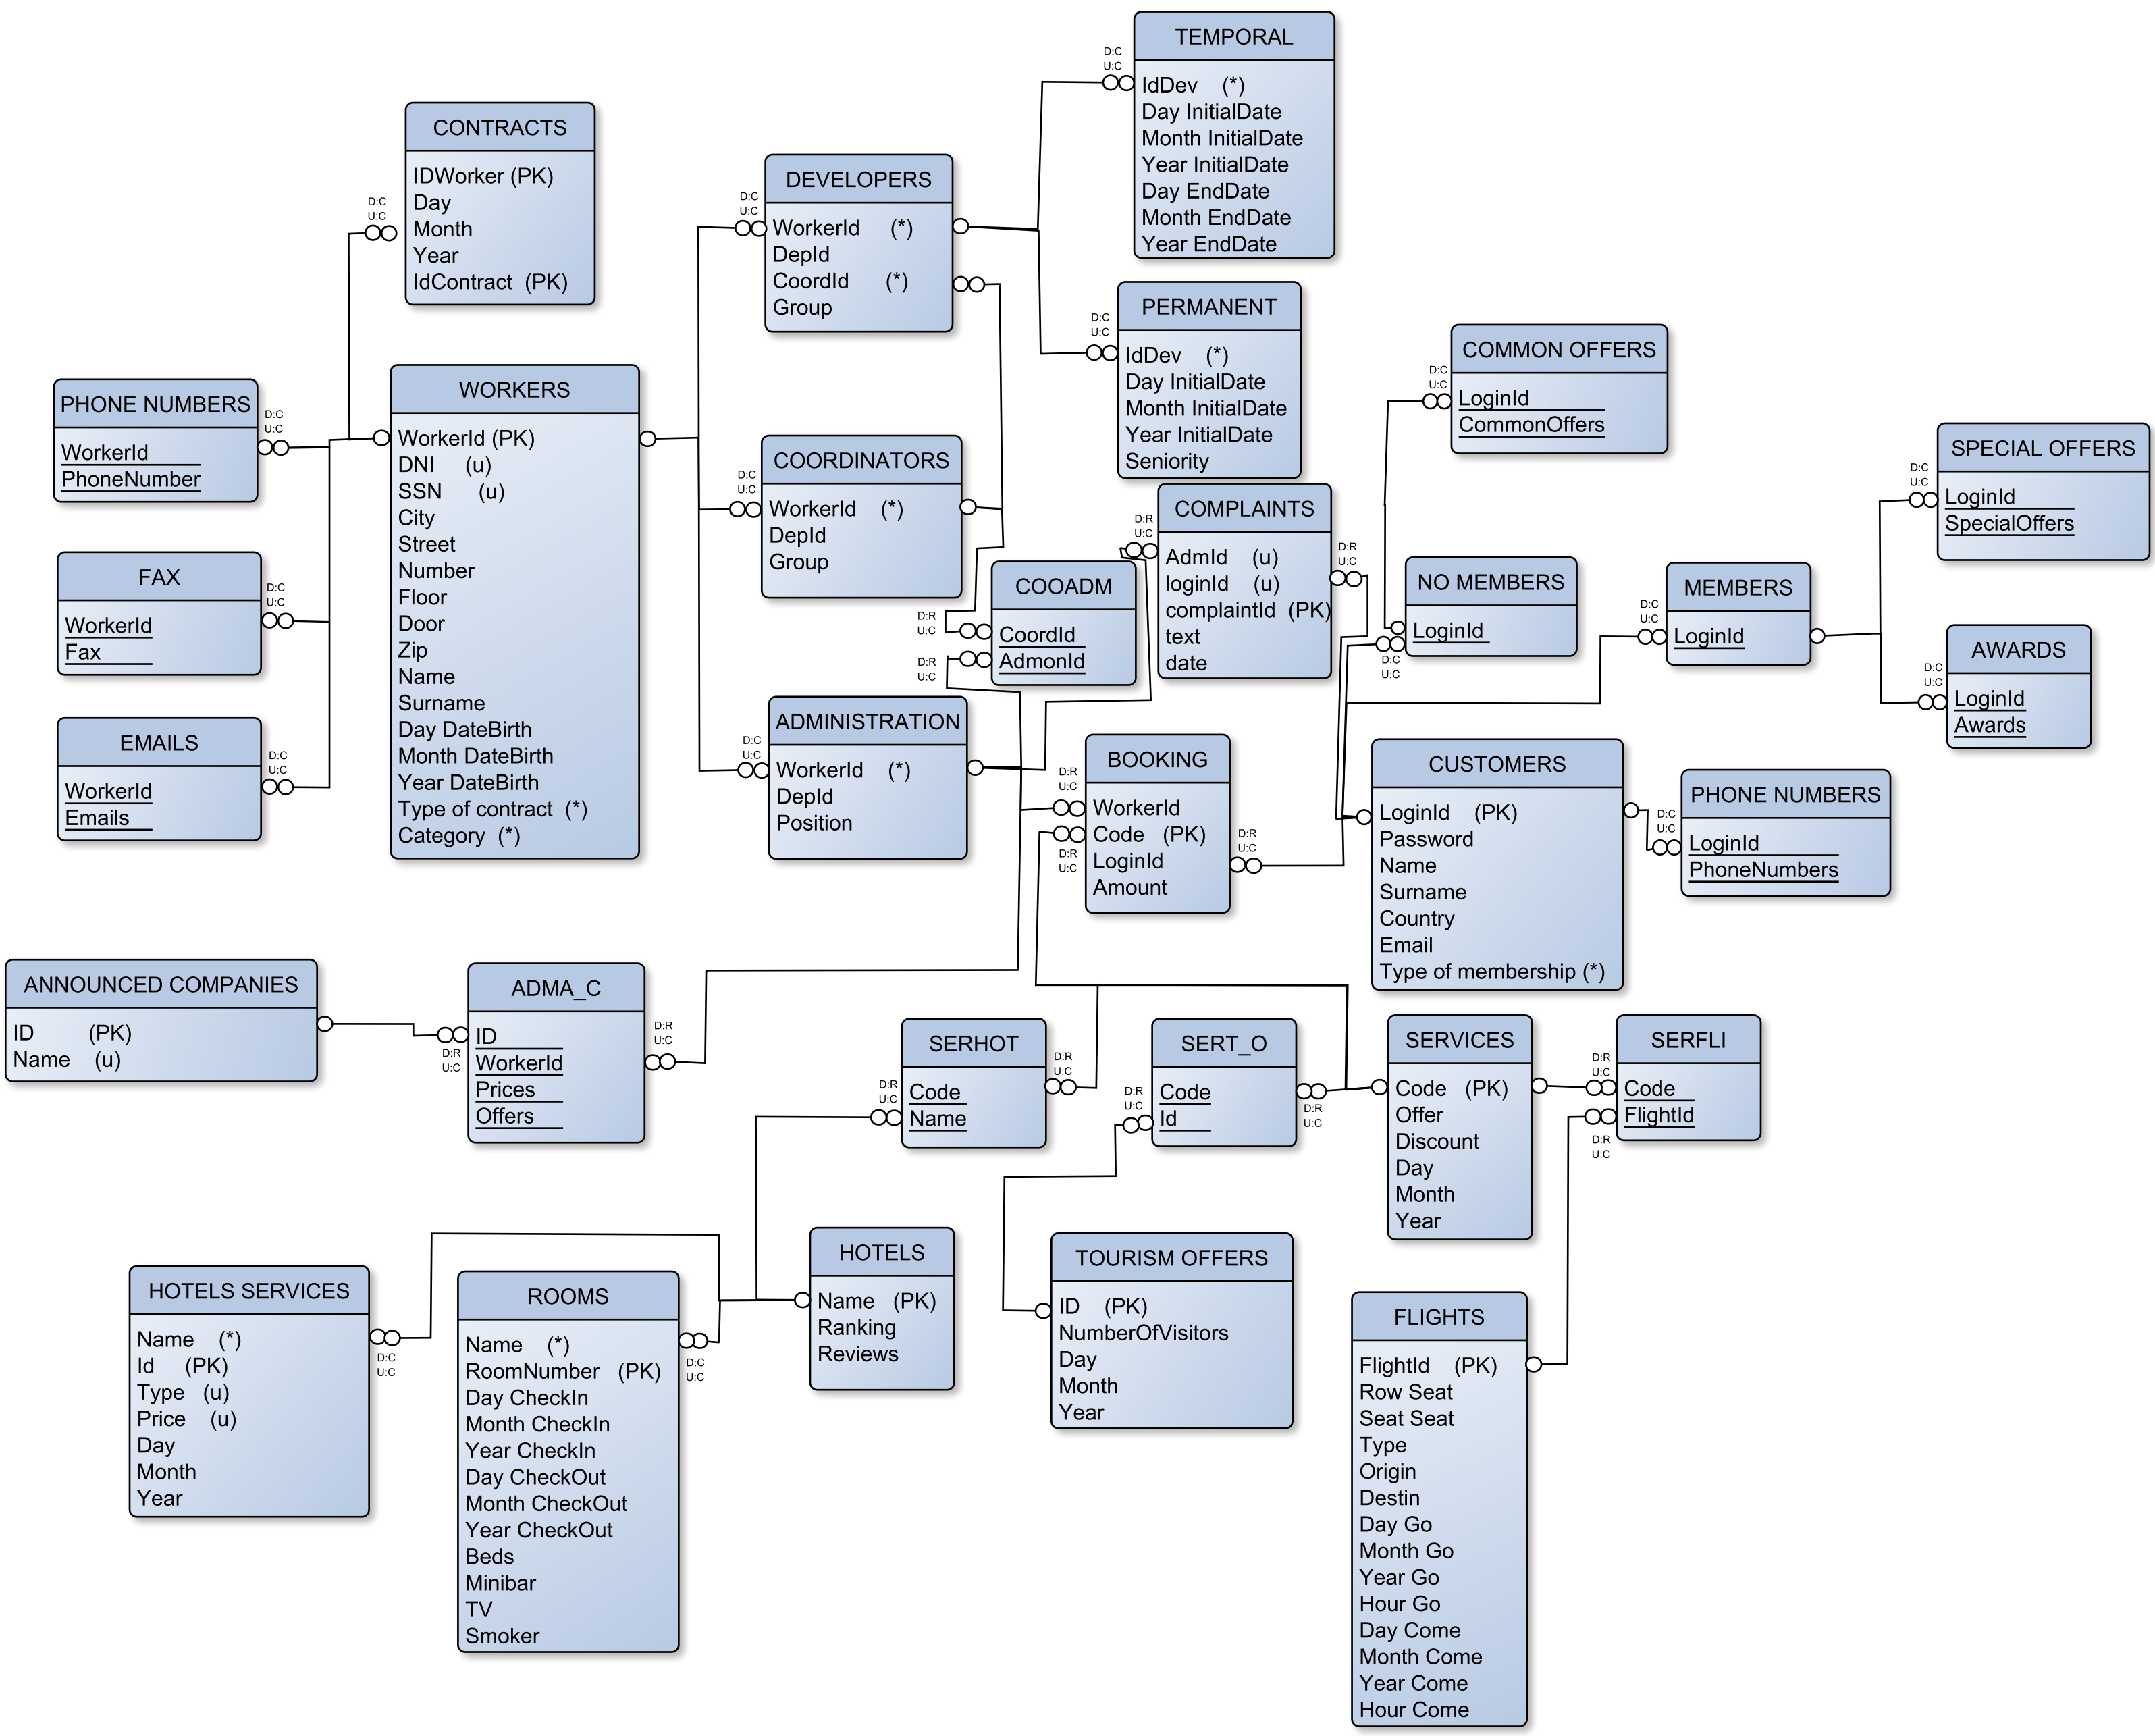 TEMPORAL
D:C
U:C
IdDev (*)
Day InitialDate
Month InitialDate
Year InitialDate
Day EndDate
Month EndDate
Year EndDate
CONTRACTS
D:C
U:C
IDWorker (PK)
Day
Month
Year
IdContract (PK)
DEVELOPERS
D:C
U:C
WorkerId (*)
DepId
CoordId (*)
Group
PERMANENT
D:C
U:C
IdDev (*)
Day InitialDate
Month InitialDate
Year InitialDate
Seniority
COMMON OFFERS
D:C
U:C
LoginId
CommonOffers
PHONE NUMBERS
D:C
U:C
WorkerId
PhoneNumber
WORKERS
WorkerId (PK)
DNI (u)
SSN (u)
City
Street
Number
Floor
Door
Zip
Name
Surname
Day DateBirth
Month DateBirth
Year DateBirth
Type of contract (*)
Category (*)
COORDINATORS
D:C
U:C
WorkerId (*)
DepId
Group
SPECIAL OFFERS
D:C
U:C
LoginId
SpecialOffers
COMPLAINTS
D:R
U:C
D:R
U:C
AdmId (u)
loginId (u)
complaintId (PK)
text
date
FAX
D:C
U:C
WorkerId
Fax
COOADM
D:R
U:C
CoordId
AdmonId
D:R
U:C
NO MEMBERS
LoginId
D:C
U:C
MEMBERS
D:C
U:C
LoginId
AWARDS
D:C
U:C
LoginId
Awards
EMAILS
D:C
U:C
WorkerId
Emails
ADMINISTRATION
D:C
U:C
WorkerId (*)
DepId
Position
BOOKING
D:R
U:C
WorkerId
Code (PK)
LoginId
Amount
D:R
U:C
D:R
U:C
CUSTOMERS
LoginId (PK)
Password
Name
Surname
Country
Email
Type of membership (*)
PHONE NUMBERS
D:C
U:C
LoginId
PhoneNumbers
ANNOUNCED COMPANIES
ID (PK)
Name (u)
ADMA_C
ID
WorkerId
Prices
Offers
D:R
U:C
D:R
U:C
SERHOT
D:R
U:C
Code
Name
D:R
U:C
SERT_O
D:R
U:C
Code
Id
D:R
U:C
SERVICES
Code (PK)
Offer
Discount
Day
Month
Year
SERFLI
D:R
U:C
Code
FlightId
D:R
U:C
HOTELS SERVICES
Name (*)
Id (PK)
Type (u)
Price (u)
Day
Month
Year
D:C
U:C
ROOMS
Name (*)
RoomNumber (PK)
Day CheckIn
Month CheckIn
Year CheckIn
Day CheckOut
Month CheckOut
Year CheckOut
Beds
Minibar
TV
Smoker
D:C
U:C
HOTELS
Name (PK)
Ranking
Reviews
TOURISM OFFERS
ID (PK)
NumberOfVisitors
Day
Month
Year
FLIGHTS
FlightId (PK)
Row Seat
Seat Seat
Type
Origin
Destin
Day Go
Month Go
Year Go
Hour Go
Day Come
Month Come
Year Come
Hour Come